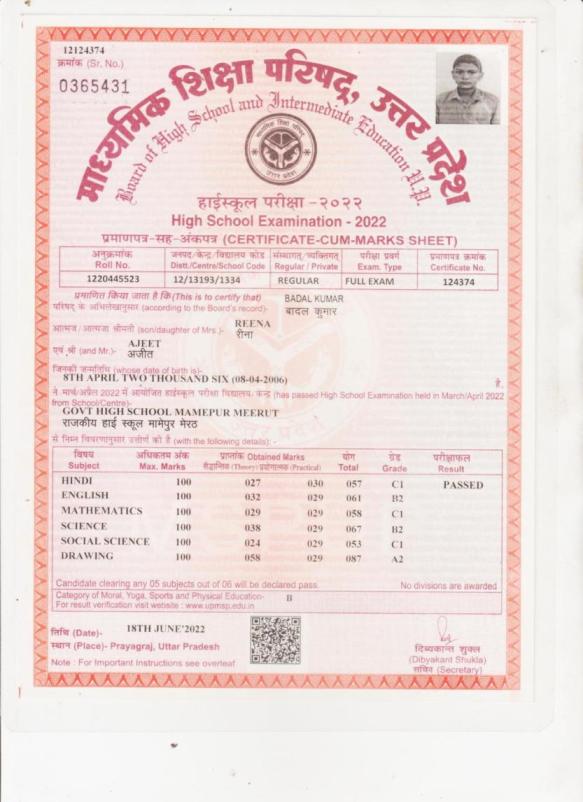 12124374
क्रमांक (Sr. No.)
0365431
माध्यमिक शिक्षा परिषद्, उत्तर प्रदेश
Board of High School and Intermediate Education U.P.
हाईस्कूल परीक्षा -२०२२
High School Examination - 2022
प्रमाणपत्र-सह-अंकपत्र (CERTIFICATE-CUM-MARKS SHEET)
अनुक्रमांक जनपद/केन्द्र/विद्यालय कोड संस्थागत/व्यक्तिगत परीक्षा प्रवर्ग प्रमाणपत्र क्रमांक
Roll No. Distt./Centre/School Code Regular / Private Exam. Type Certificate No.
1220445523 12/13193/1334 REGULAR FULL EXAM 124374
प्रमाणित किया जाता है कि (This is to certify that) BADAL KUMAR
परिषद् के अभिलेखानुसार (according to the Board's record)- बादल कुमार
आत्मज/आत्मजा श्रीमती (son/daughter of Mrs.)- REENA
रीना
एवं श्री (and Mr.)- AJEET
अजीत
जिनकी जन्मतिथि (whose date of birth is)-
8TH APRIL TWO THOUSAND SIX (08-04-2006) है,
ने मार्च/अप्रैल 2022 में आयोजित हाईस्कूल परीक्षा विद्यालय/केन्द्र (has passed High School Examination held in March/April 2022
from School/Centre)-
GOVT HIGH SCHOOL MAMEPUR MEERUT
राजकीय हाई स्कूल मामेपुर मेरठ
से निम्न विवरणानुसार उत्तीर्ण की है (with the following details): -
विषय अधिकतम अंक प्राप्तांक Obtained Marks योग ग्रेड परीक्षाफल
Subject Max. Marks सैद्धान्तिक (Theory) प्रयोगात्मक (Practical) Total Grade Result
HINDI 100 027 030 057 C1 PASSED
ENGLISH 100 032 029 061 B2
MATHEMATICS 100 029 029 058 C1
SCIENCE 100 038 029 067 B2
SOCIAL SCIENCE 100 024 029 053 C1
DRAWING 100 058 029 087 A2
Candidate clearing any 05 subjects out of 06 will be declared pass. No divisions are awarded
Category of Moral, Yoga, Sports and Physical Education- B
For result verification visit website : www.upmsp.edu.in
तिथि (Date)- 18TH JUNE'2022
स्थान (Place)- Prayagraj, Uttar Pradesh
Note : For Important Instructions see overleaf
दिब्यकान्त शुक्ल
(Dibyakant Shukla)
सचिव (Secretary)